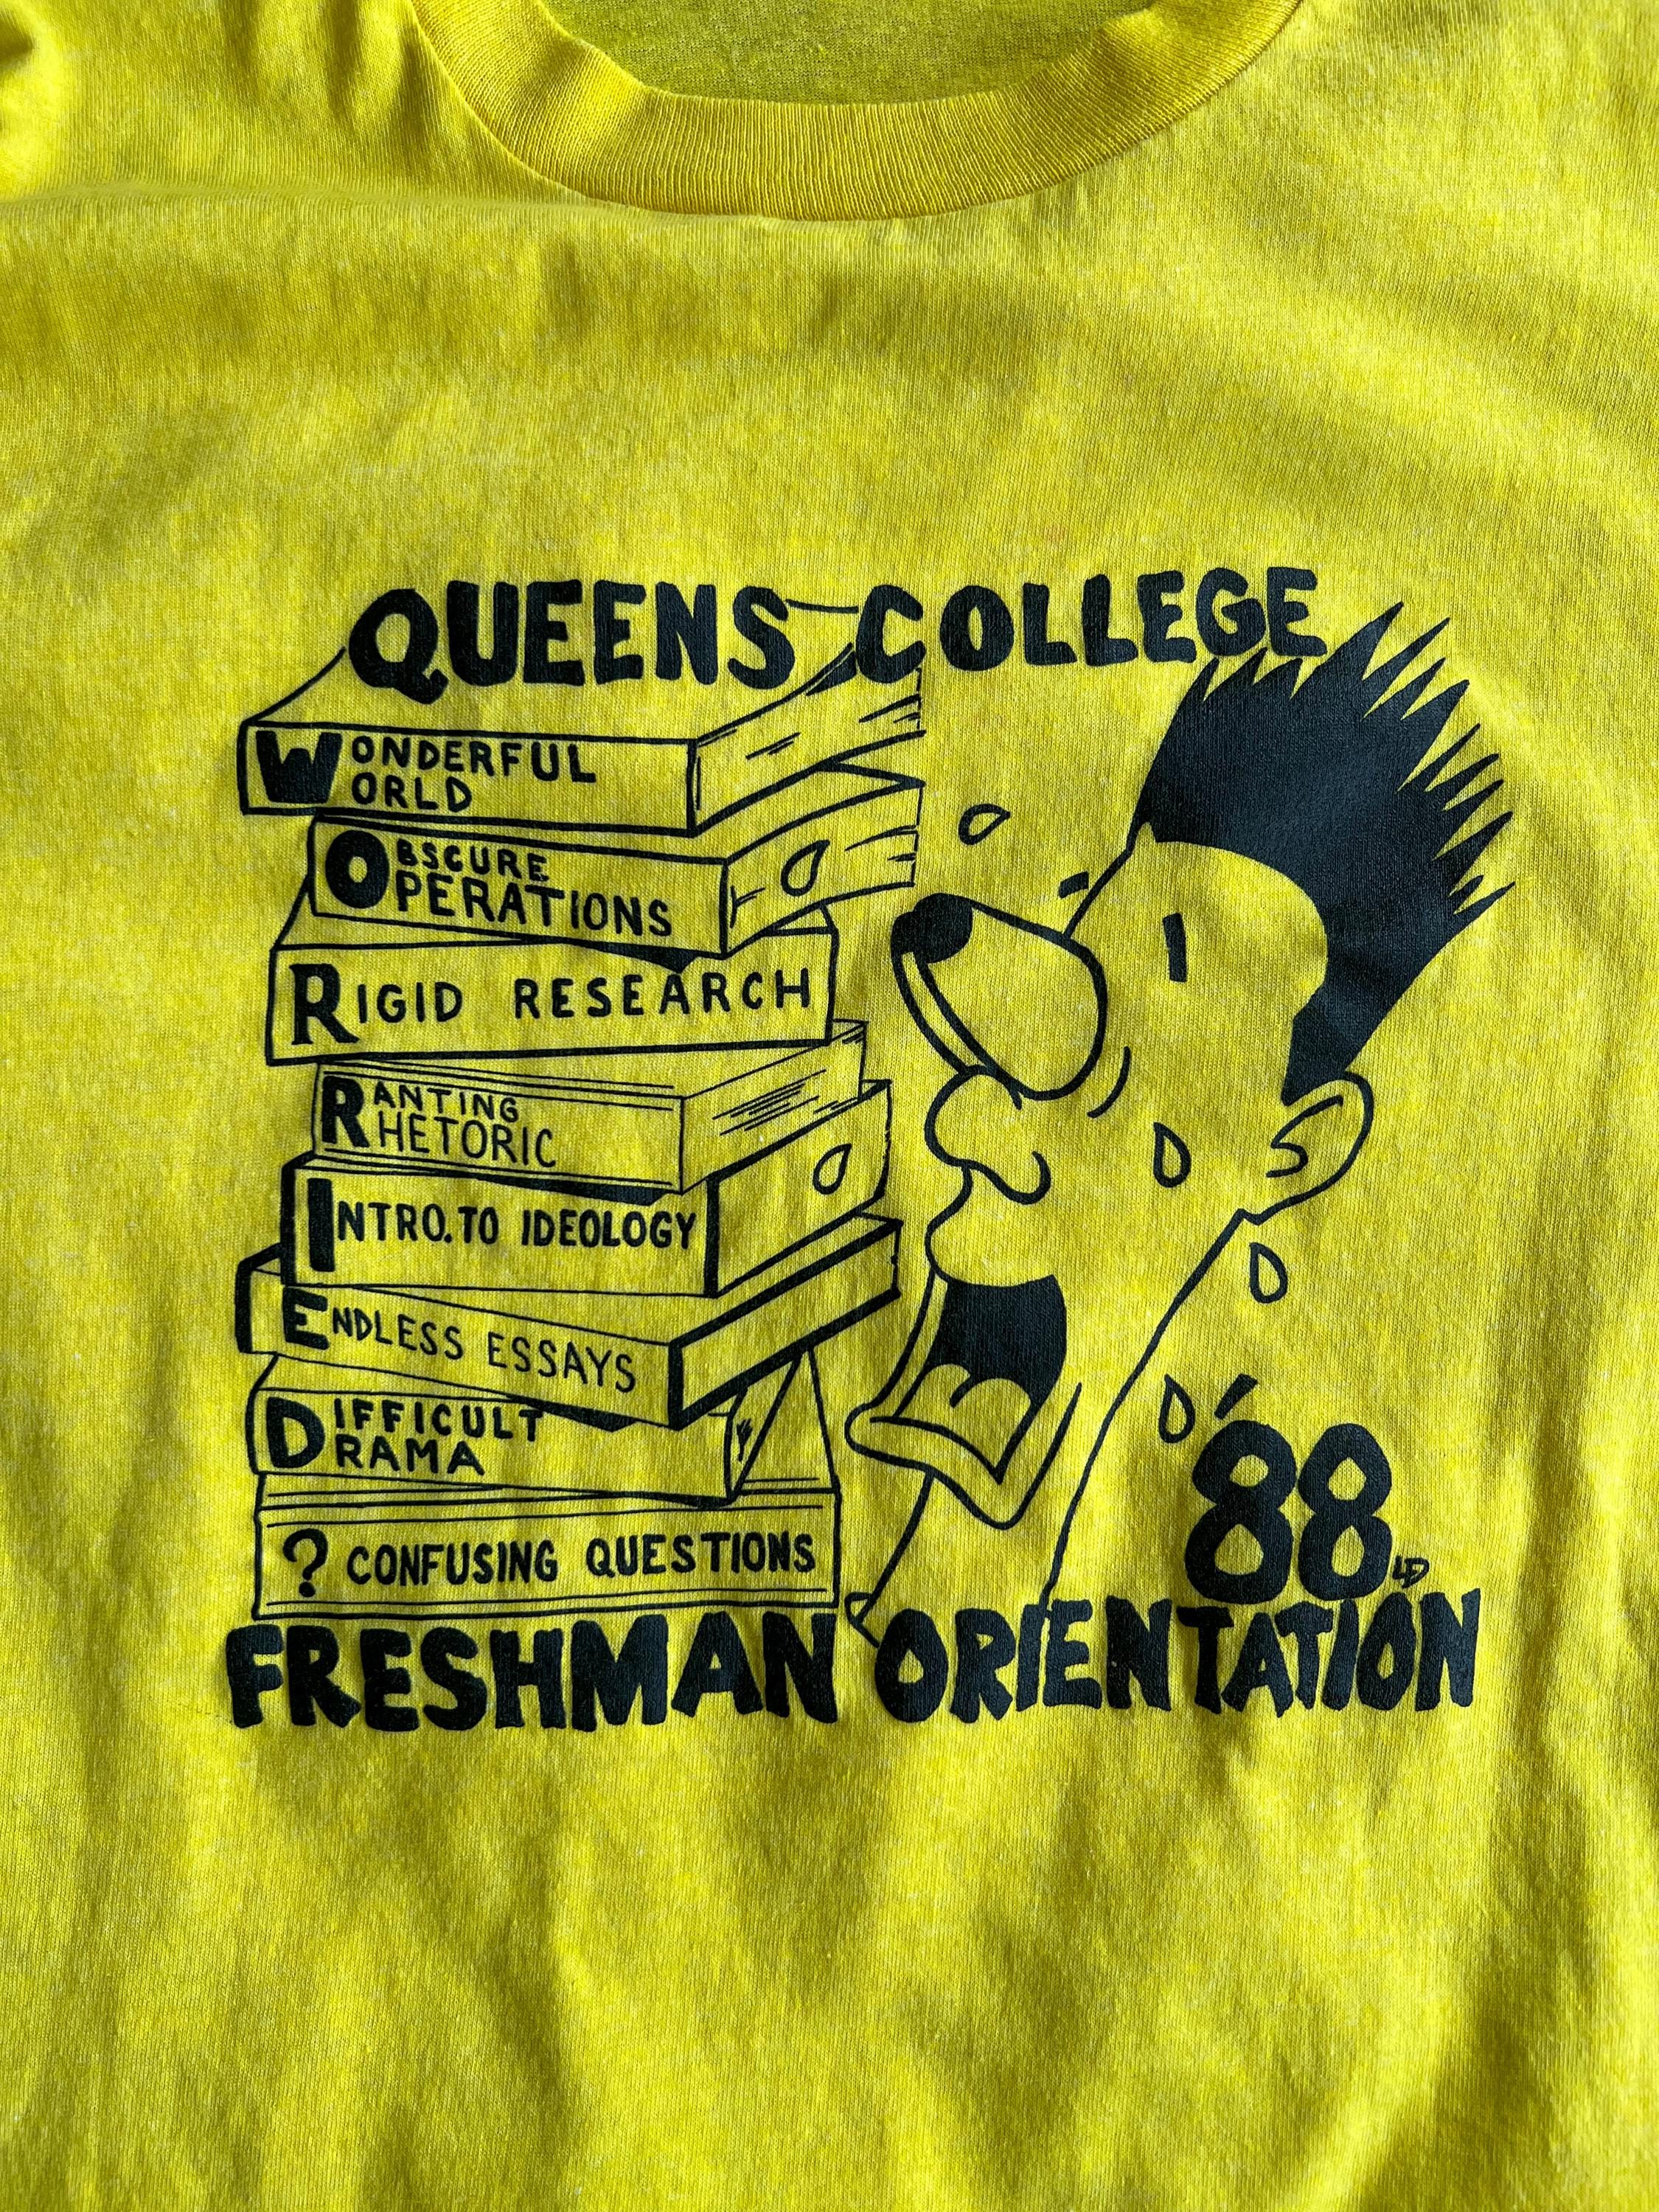 QUEENS COLLEGE
WONDERFUL
WORLD
OBSCURE
OPERATIONS
RIGID RESEARCH
RANTING
RHETORIC
INTRO. TO IDEOLOGY
ENDLESS ESSAYS
DIFFICULT
DRAMA
? CONFUSING QUESTIONS
'88
LD
FRESHMAN ORIENTATION